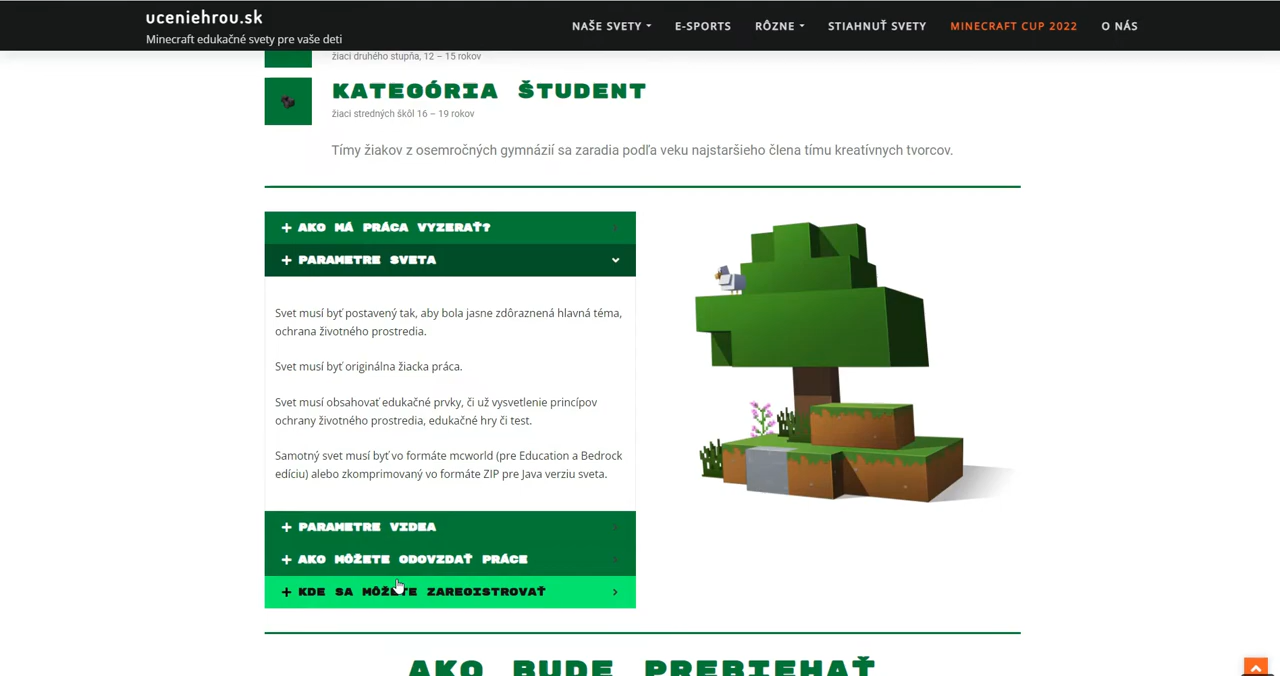 uceniehrou.sk
Minecraft edukačné svety pre vaše deti
NAŠE SVETY
E-SPORTS
RÔZNE
STIAHNUŤ SVETY
MINECRAFT CUP 2022
O NÁS
žiaci druhého stupňa, 12 – 15 rokov
KATEGÓRIA ŠTUDENT
žiaci stredných škôl 16 – 19 rokov
Tímy žiakov z osemročných gymnázií sa zaradia podľa veku najstaršieho člena tímu kreatívnych tvorcov.
+ AKO MÁ PRÁCA VYZERAŤ?
+ PARAMETRE SVETA
Svet musí byť postavený tak, aby bola jasne zdôraznená hlavná téma,
ochrana životného prostredia.
Svet musí byť originálna žiacka práca.
Svet musí obsahovať edukačné prvky, či už vysvetlenie princípov
ochrany životného prostredia, edukačné hry či test.
Samotný svet musí byť vo formáte mcworld (pre Education a Bedrock
edíciu) alebo zkomprimovaný vo formáte ZIP pre Java verziu sveta.
+ PARAMETRE VIDEA
+ AKO MÔŽETE ODOVZDAŤ PRÁCE
+ KDE SA MÔŽETE ZAREGISTROVAŤ
AKO BUDE PREBIEHAŤ